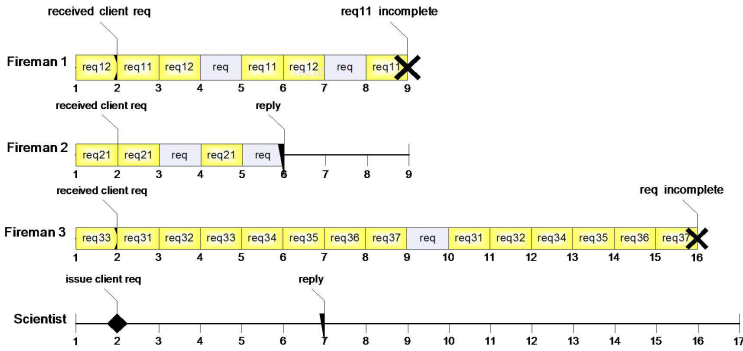 received client req req11 incomplete
Fireman 1 req12 req11 req12 req req11 req12 req req11
1 2 3 4 5 6 7 8 9
received client req reply
Fireman 2 req21 req21 req req21 req
1 2 3 4 5 6 7 8 9
received client req req incomplete
Fireman 3 req33 req31 req32 req33 req34 req35 req36 req37 req req31 req32 req34 req35 req36 req37
1 2 3 4 5 6 7 8 9 10 11 12 13 14 15 16
issue client req reply
Scientist
1 2 3 4 5 6 7 8 9 10 11 12 13 14 15 16 17